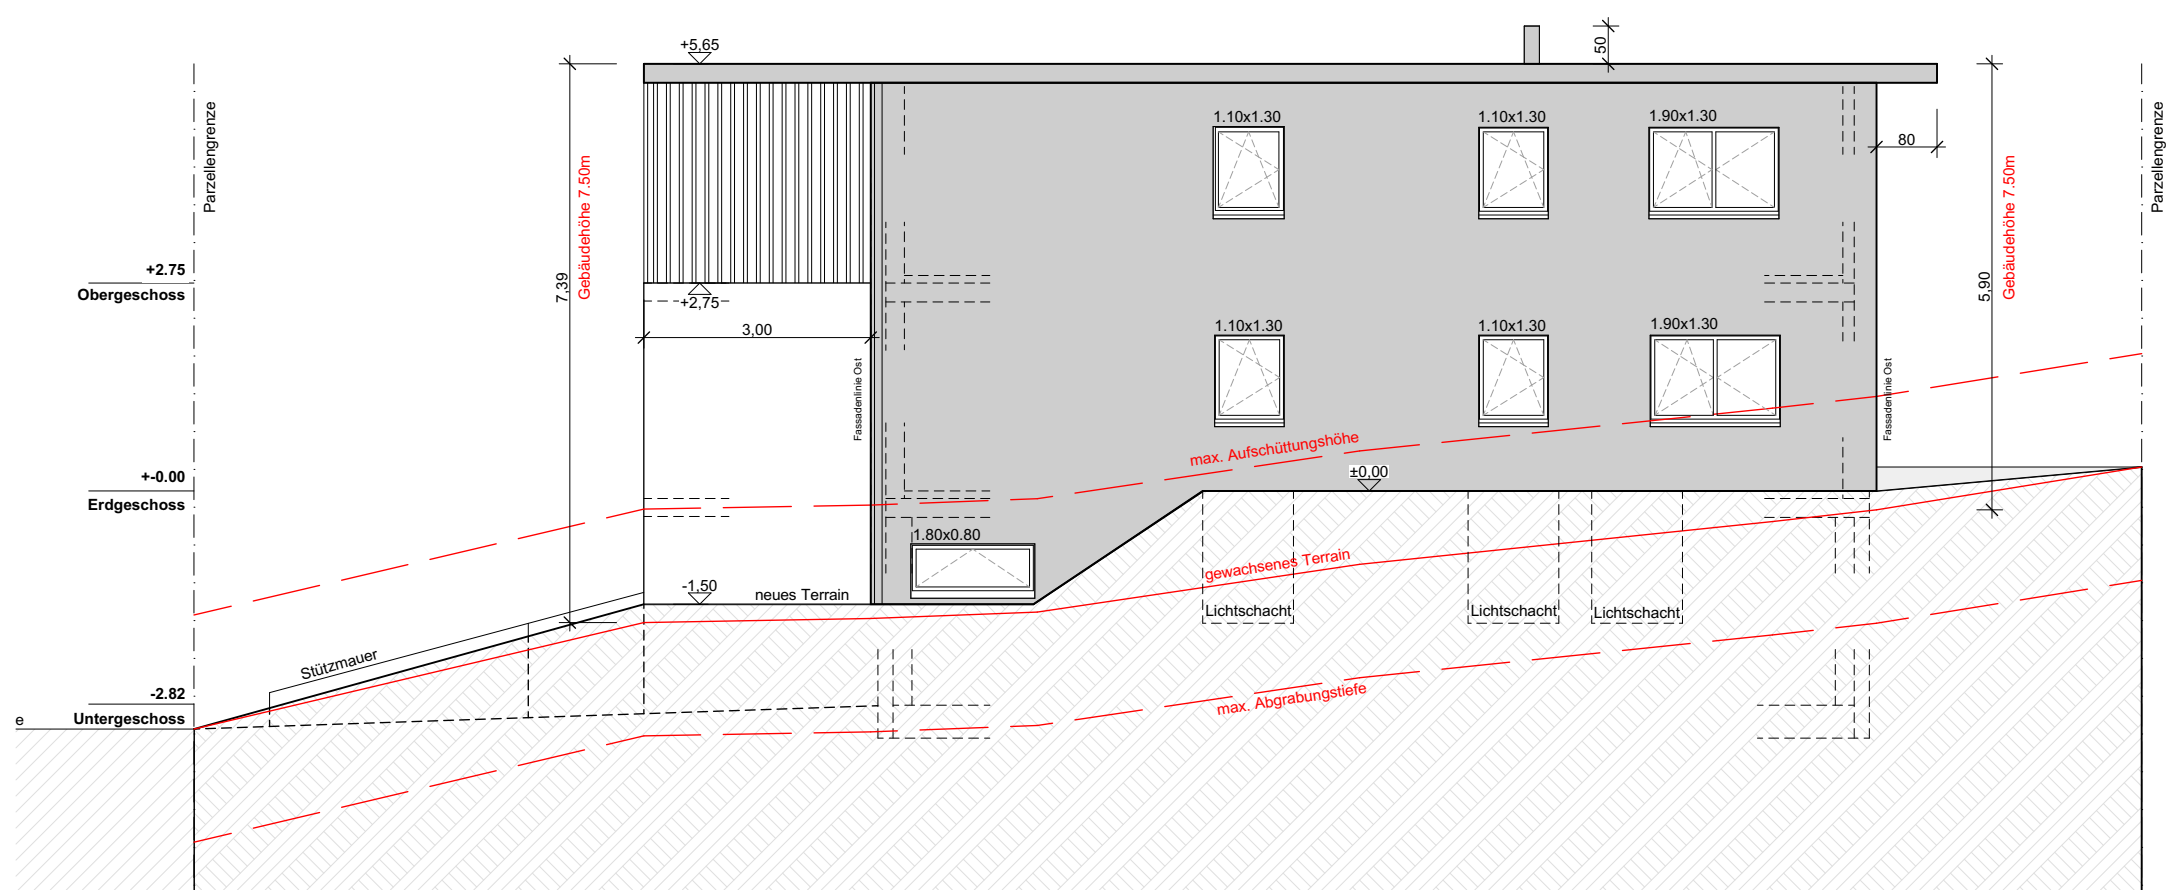 +5,65
50
Parzellengrenze
Gebäudehöhe 7.50m
7,39
1.10x1.30
1.10x1.30
1.90x1.30
80
Gebäudehöhe 7.50m
5,90
Parzellengrenze
+2.75
Obergeschoss
+2,75
3,00
Fassadenlinie Ost
1.10x1.30
1.10x1.30
1.90x1.30
Fassadenlinie Ost
max. Aufschüttungshöhe
±0,00
+-0.00
Erdgeschoss
1.80x0.80
gewachsenes Terrain
-1,50
neues Terrain
Lichtschacht
Lichtschacht
Lichtschacht
Stützmauer
max. Abgrabungstiefe
-2.82
Untergeschoss
e